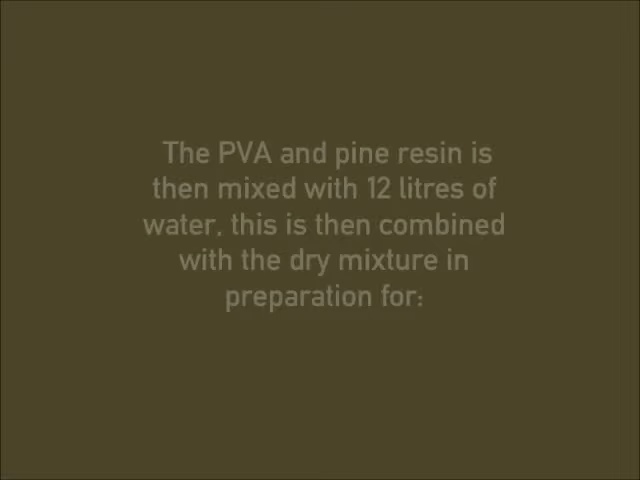 The PVA and pine resin is
then mixed with 12 litres of
water, this is then combined
with the dry mixture in
preparation for: